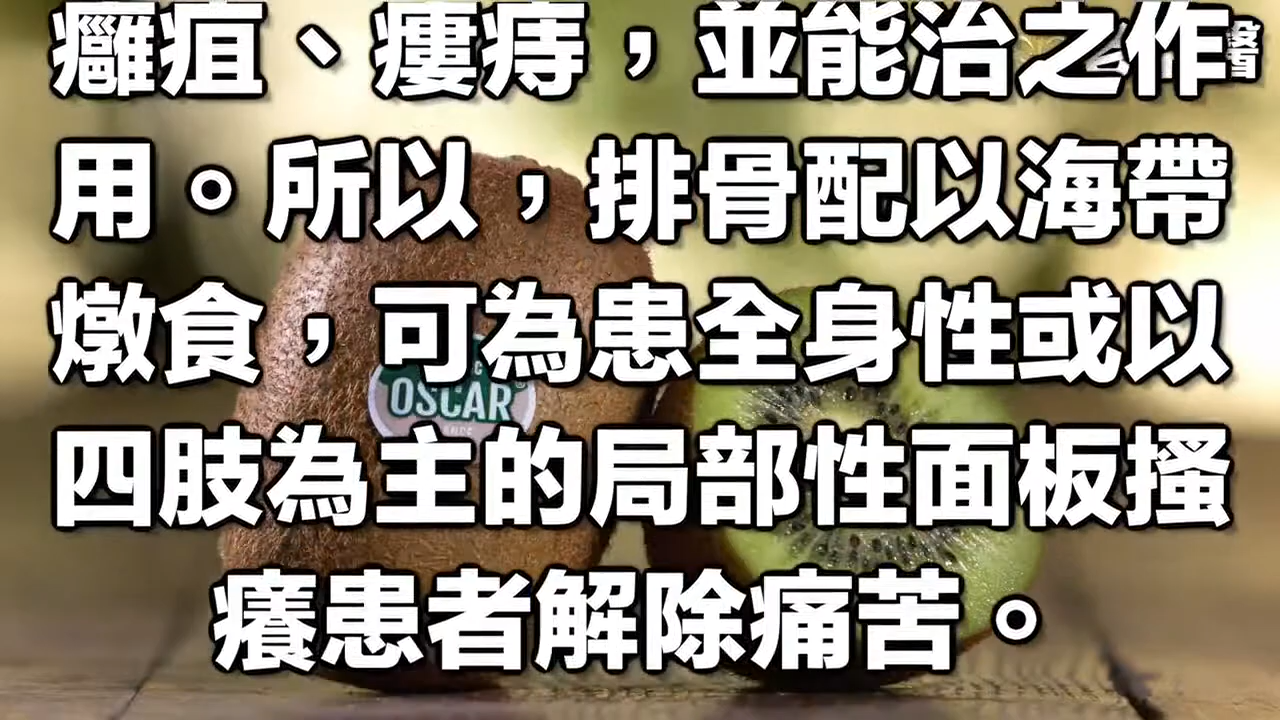 癰疽、瘻痔，並能治之作
用。所以，排骨配以海帶
燉食，可為患全身性或以
四肢為主的局部性面板搔
癢患者解除痛苦。
OSCAR